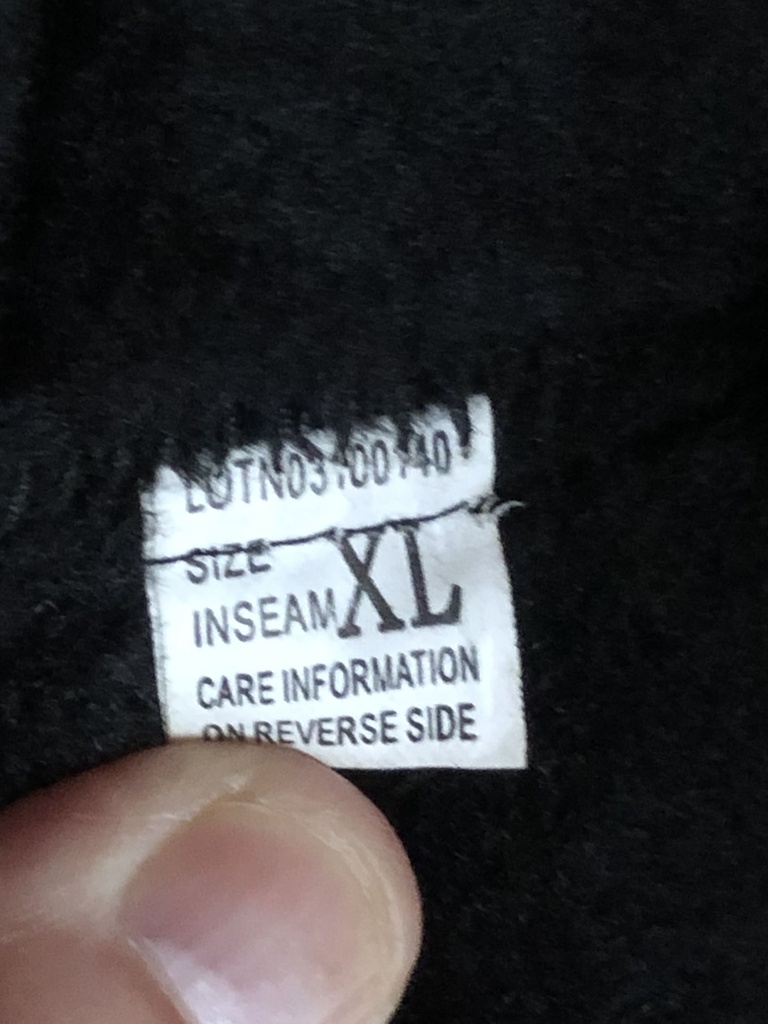 SIZE
INSEAM XL
CARE INFORMATION
ON REVERSE SIDE